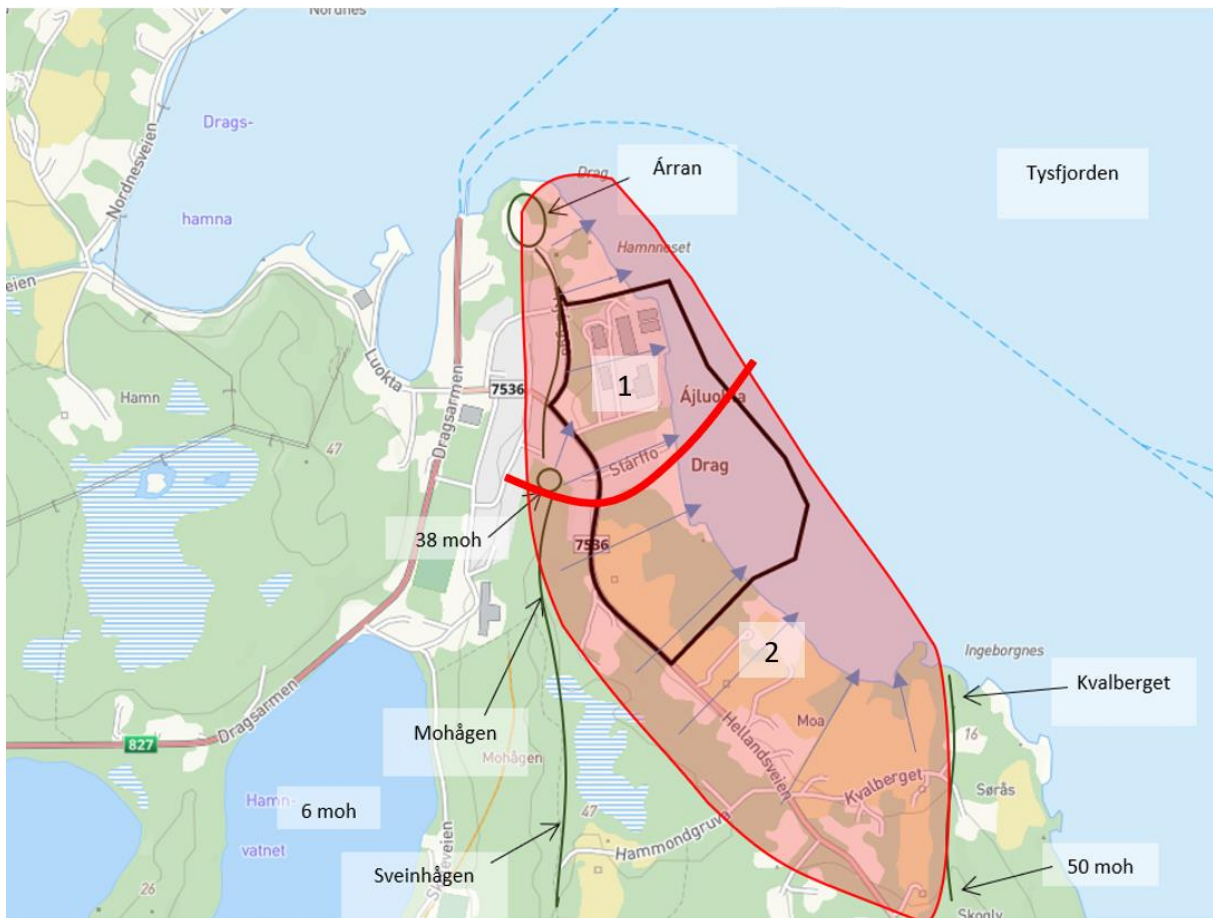 Nordnes
Drags-
hamna
Nordnesveien
eien
Luokta
Hamn
47
Dragsarmen
7536
Drag
Árran
Hamnneset
Tysfjorden
1
Ájluokta
Drag
Stárffo
38 moh
7536
2
Ingeborgnes
Kvalberget
16
Moa
Mohågen
Mohågen
Hellandsveien
Kvalberget
Sørås
Dragsarmen
827
6 moh
Hamn-
vatnet
47
Hammondgruva
Sveinhågen
50 moh
26
Skogly